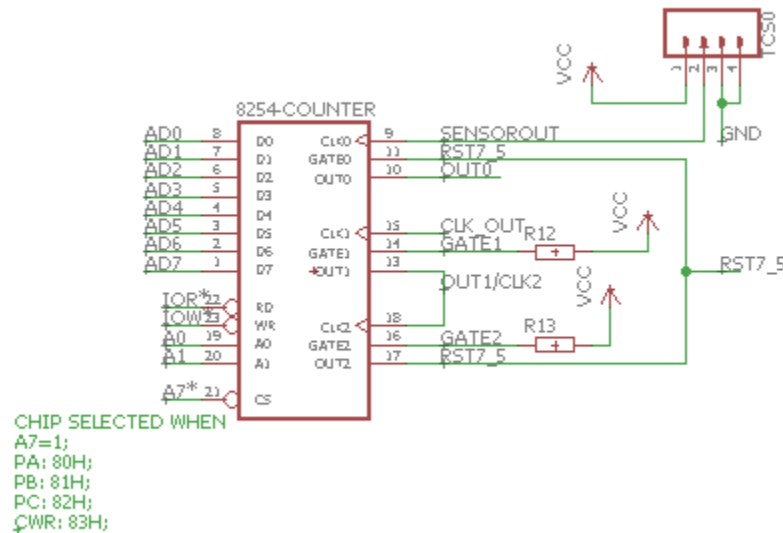 TCS0
VCC
1
2
3
4
GND
8254-COUNTER
AD0 8 D0 CLK0 9 SENSOROUT
AD1 7 D1 GATE0 11 RST7_5
AD2 6 D2 OUT0 10 OUT0
AD3 5 D3
AD4 4 D4
AD5 3 D5 CLK1 15 CLK_OUT
AD6 2 D6 GATE1 14 GATE1 R12 VCC
AD7 1 D7 OUT1 13
OUT1/CLK2
RST7_5
IOR* 22 RD
IOW* 23 WR CLK2 18
A0 19 A0 GATE2 16 GATE2 R13 VCC
A1 20 A1 OUT2 17 RST7_5
A7* 21 CS
CHIP SELECTED WHEN
A7=1;
PA: 80H;
PB: 81H;
PC: 82H;
CWR: 83H;